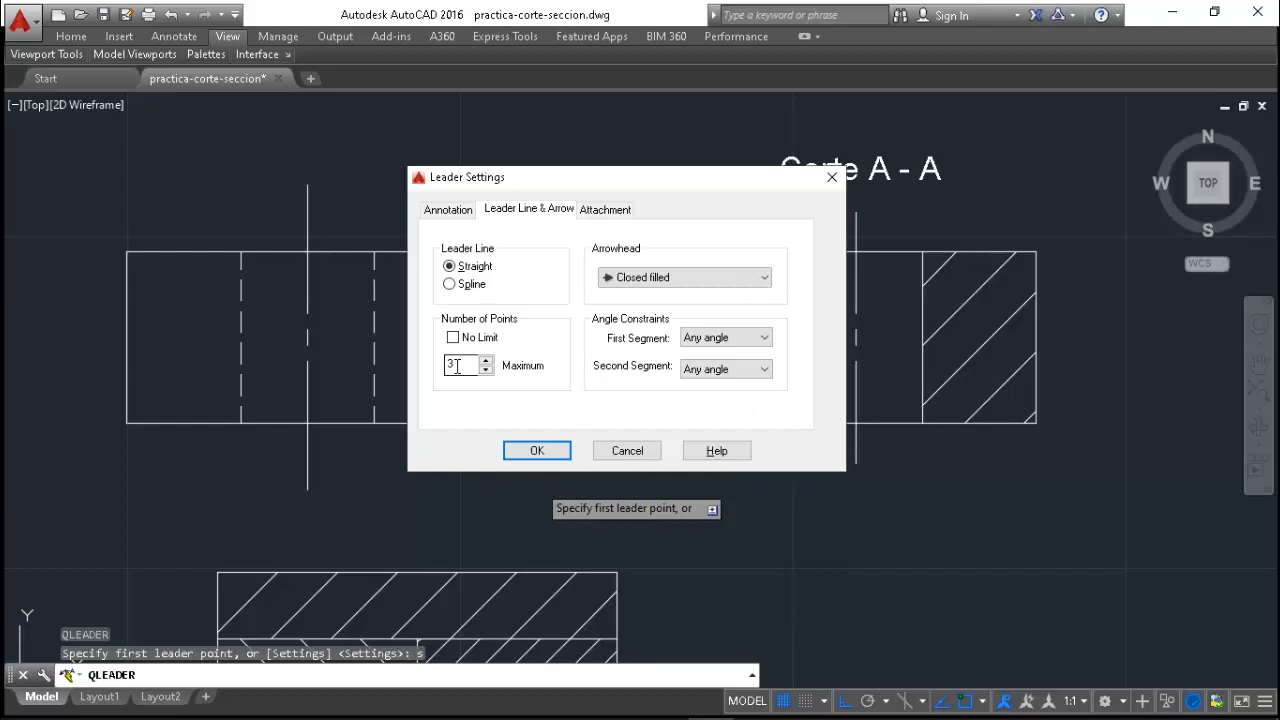 Autodesk AutoCAD 2016 practica-corte-seccion.dwg
Type a keyword or phrase
Sign In
Home Insert Annotate View Manage Output Add-ins A360 Express Tools Featured Apps BIM 360 Performance
Viewport Tools Model Viewports Palettes Interface
Start practica-corte-seccion*
[−][Top][2D Wireframe]
Corte A - A
N
W TOP E
S
WCS
Leader Settings
Annotation Leader Line & Arrow Attachment
Leader Line
Straight
Spline
Arrowhead
Closed filled
Number of Points
No Limit
3 Maximum
Angle Constraints
First Segment: Any angle
Second Segment: Any angle
OK Cancel Help
Specify first leader point, or
Y
QLEADER
Specify first leader point, or [Settings] <Settings>: s
QLEADER
Model Layout1 Layout2 +
MODEL 1:1